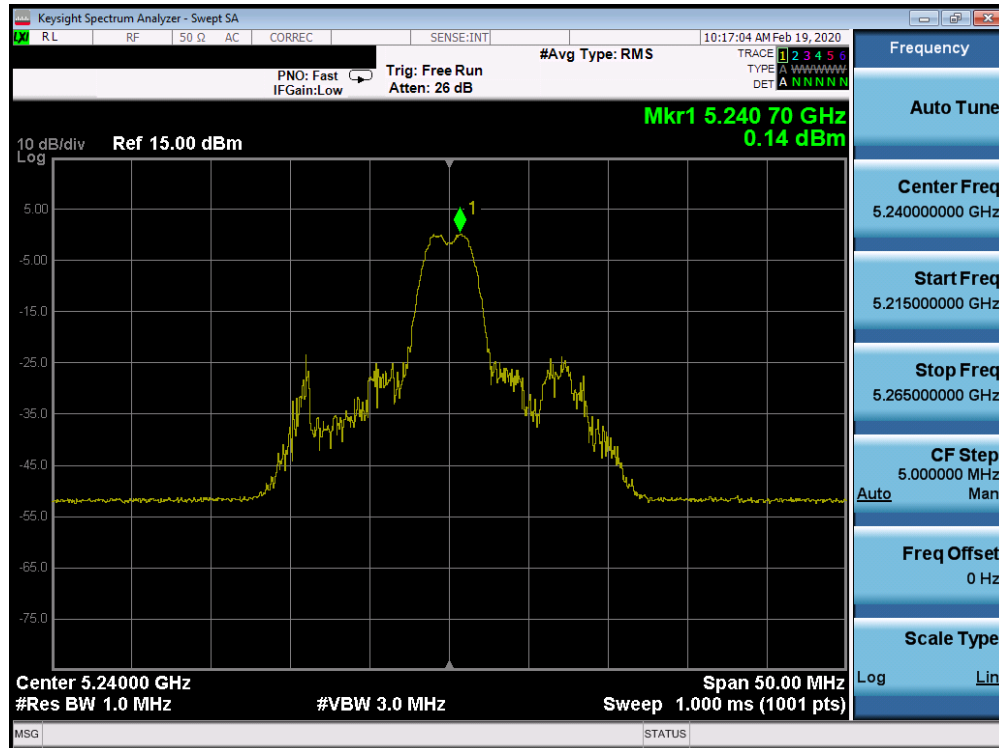 Keysight Spectrum Analyzer - Swept SA
LXI RL RF 50 Ω AC CORREC SENSE:INT 10:17:04 AM Feb 19, 2020
#Avg Type: RMS TRACE 1 2 3 4 5 6
PNO: Fast Trig: Free Run TYPE A WWWWW
IFGain:Low Atten: 26 dB DET A N N N N N
Mkr1 5.240 70 GHz
0.14 dBm
10 dB/div Ref 15.00 dBm
Log
1
5.00
-5.00
-15.0
-25.0
-35.0
-45.0
-55.0
-65.0
-75.0
Center 5.24000 GHz Span 50.00 MHz
#Res BW 1.0 MHz #VBW 3.0 MHz Sweep 1.000 ms (1001 pts)
MSG STATUS
Frequency
Auto Tune
Center Freq
5.240000000 GHz
Start Freq
5.215000000 GHz
Stop Freq
5.265000000 GHz
CF Step
5.000000 MHz
Auto Man
Freq Offset
0 Hz
Scale Type
Log Lin